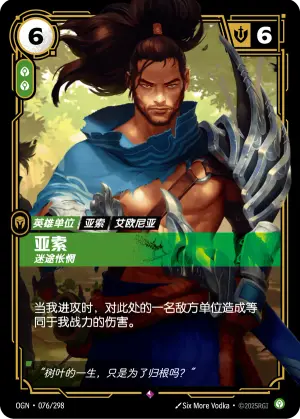 6
6
英雄单位 亚索 艾欧尼亚
亚索
迷途怅惘
当我进攻时，对此处的一名敌方单位造成等
同于我战力的伤害。
“树叶的一生，只是为了归根吗？”
OGN • 076/298
Six More Vodka • ©2025RGI